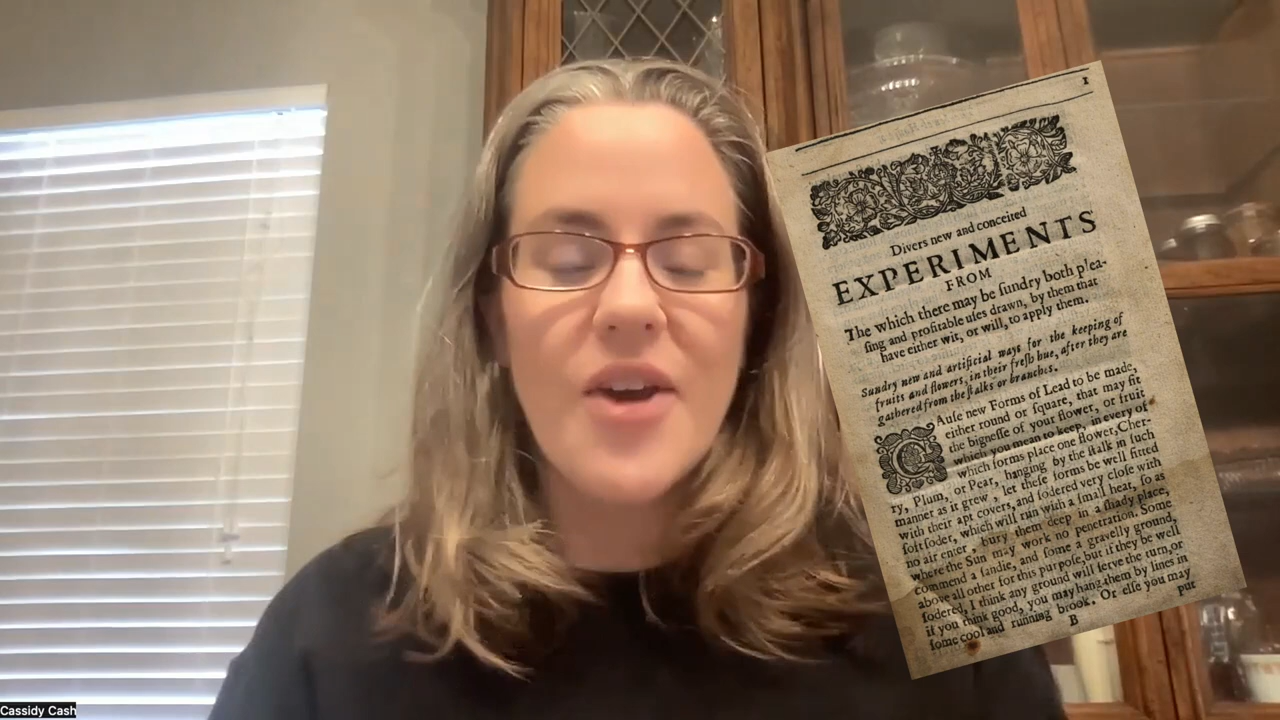 1
Divers new and conceited
EXPERIMENTS
FROM
The which there may be ſundry both plea-
ſing and profitable uſes drawn, by them that
have either wit, or will, to apply them.
Sundry new and artificial ways for the keeping of
fruits and flowers, in their freſh hue, after they are
gathered from the ſtalks or branches.
CAuſe new Forms of Lead to be made,
either round or ſquare, that may fit
the bigneſſe of your flower, or fruit
which you mean to keep, in every of
which forms place one flower, Cher-
ry, Plum, or Pear, hanging by the ſtalk in ſuch
manner as it grew, let theſe forms be well fitted
with their apt covers, and ſodered very cloſe with
ſoft ſoder, which will run with a ſmall heat, ſo as
no air enter, bury them deep in a ſhady place,
where the Sun may work no penetration. Some
commend a ſandie, and ſome a gravelly ground,
above all other for this purpoſe, but if they be well
ſodered, I think any ground will ſerve the turn, or
if you think good, you may hang them by lines in
ſome cool and running brook. Or elſe you may
B
put
Cassidy Cash